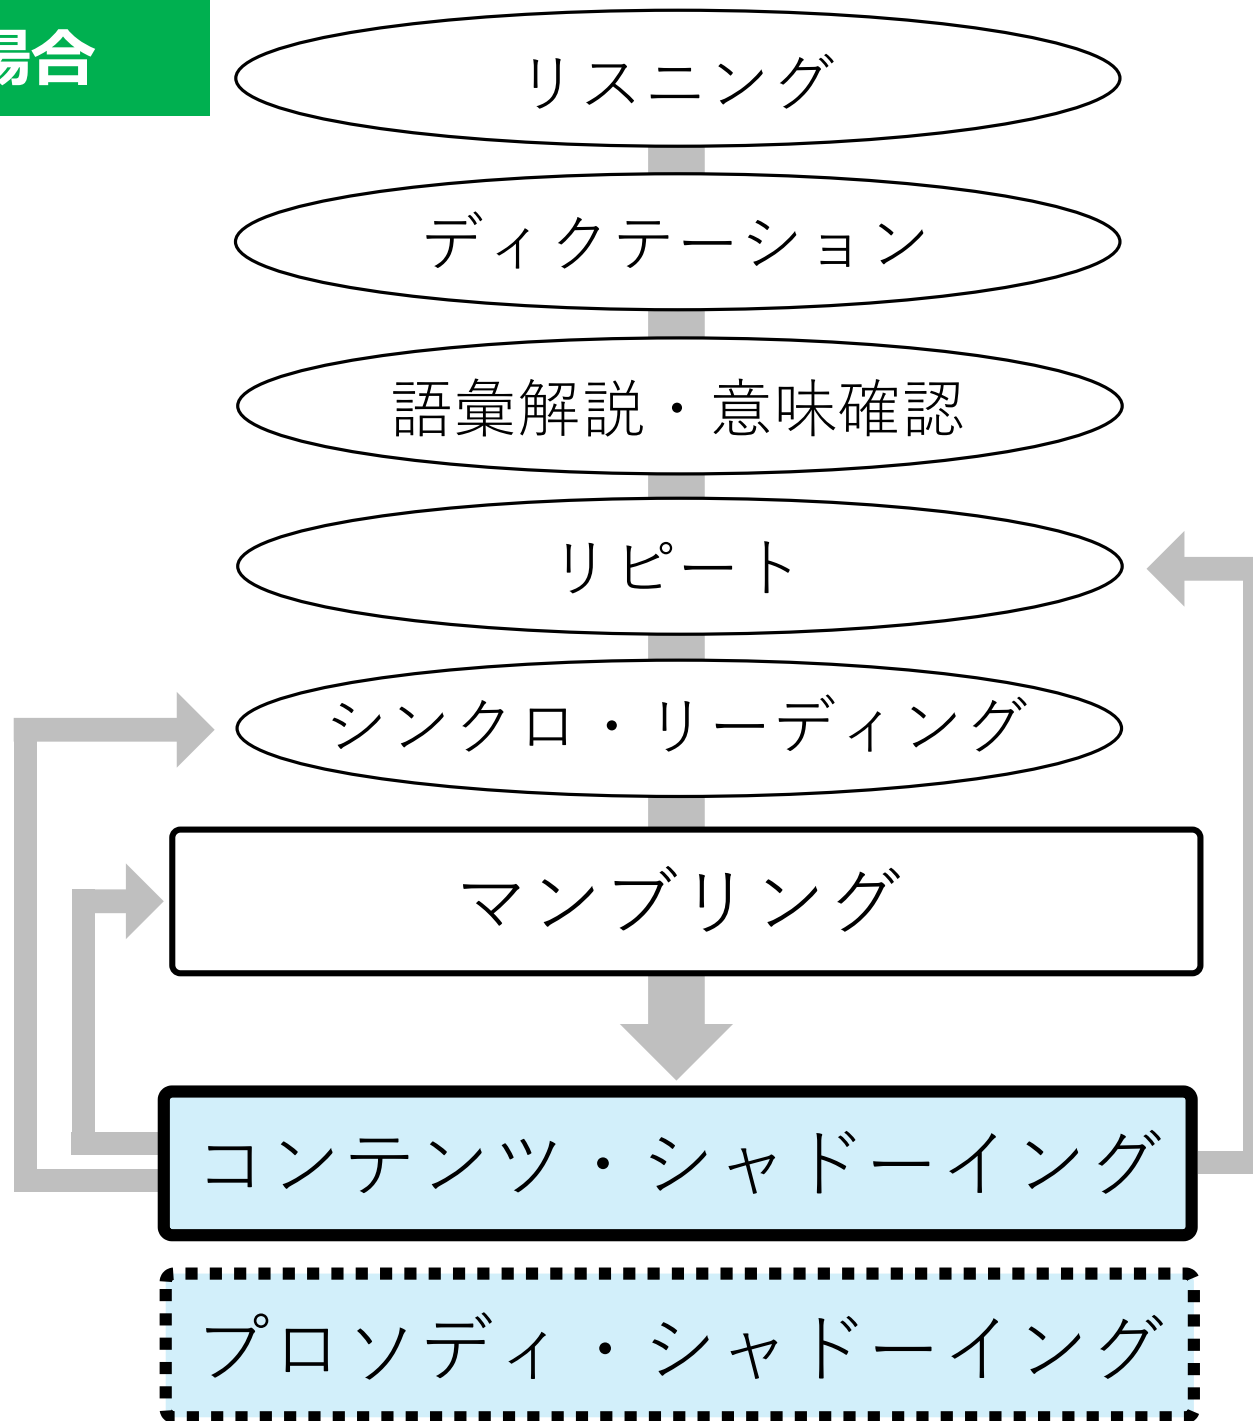 場合
リスニング
ディクテーション
語彙解説・意味確認
リピート
シンクロ・リーディング
マンブリング
コンテンツ・シャドーイング
プロソディ・シャドーイング